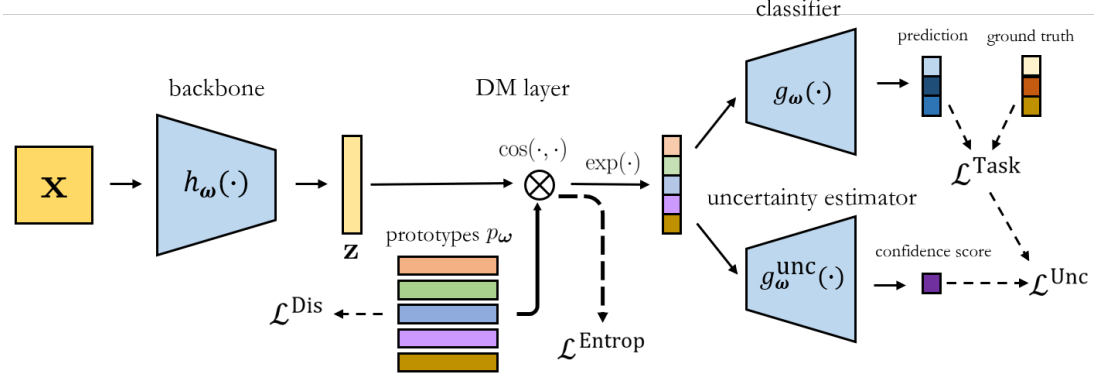 classifier
prediction
ground truth
backbone
DM layer
g_ω(·)
cos(·,·)
exp(·)
x
h_ω(·)
ℒ^Task
uncertainty estimator
z
prototypes p_ω
confidence score
g_ω^unc(·)
ℒ^Dis
ℒ^Unc
ℒ^Entrop